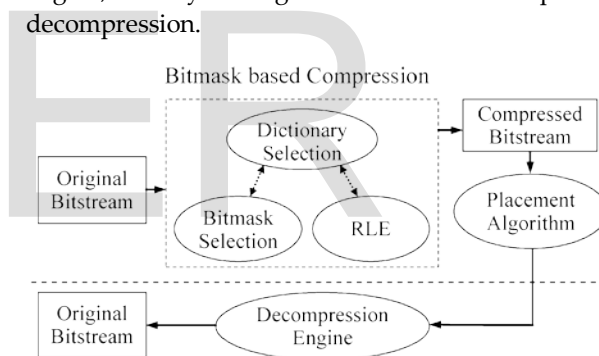 decompression.
Bitmask based Compression
Dictionary
Selection
Bitmask
Selection
RLE
Original
Bitstream
Compressed
Bitstream
Placement
Algorithm
Original
Bitstream
Decompression
Engine
ER